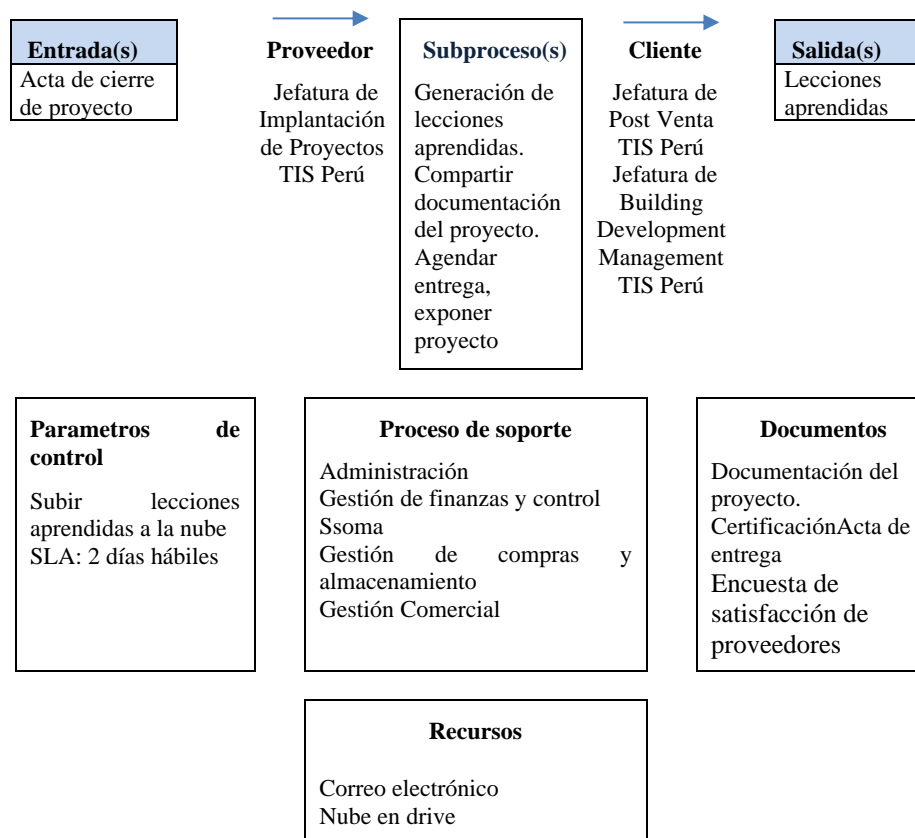 Entrada(s)
Acta de cierre
de proyecto
Proveedor
Jefatura de
Implantación
de Proyectos
TIS Perú
Subproceso(s)
Generación de
lecciones
aprendidas.
Compartir
documentación
del proyecto.
Agendar
entrega,
exponer
proyecto
Cliente
Jefatura de
Post Venta
TIS Perú
Jefatura de
Building
Development
Management
TIS Perú
Salida(s)
Lecciones
aprendidas
Parametros de
control
Subir lecciones
aprendidas a la nube
SLA: 2 días hábiles
Proceso de soporte
Administración
Gestión de finanzas y control
Ssoma
Gestión de compras y
almacenamiento
Gestión Comercial
Documentos
Documentación del
proyecto.
CertificaciónActa de
entrega
Encuesta de
satisfacción de
proveedores
Recursos
Correo electrónico
Nube en drive